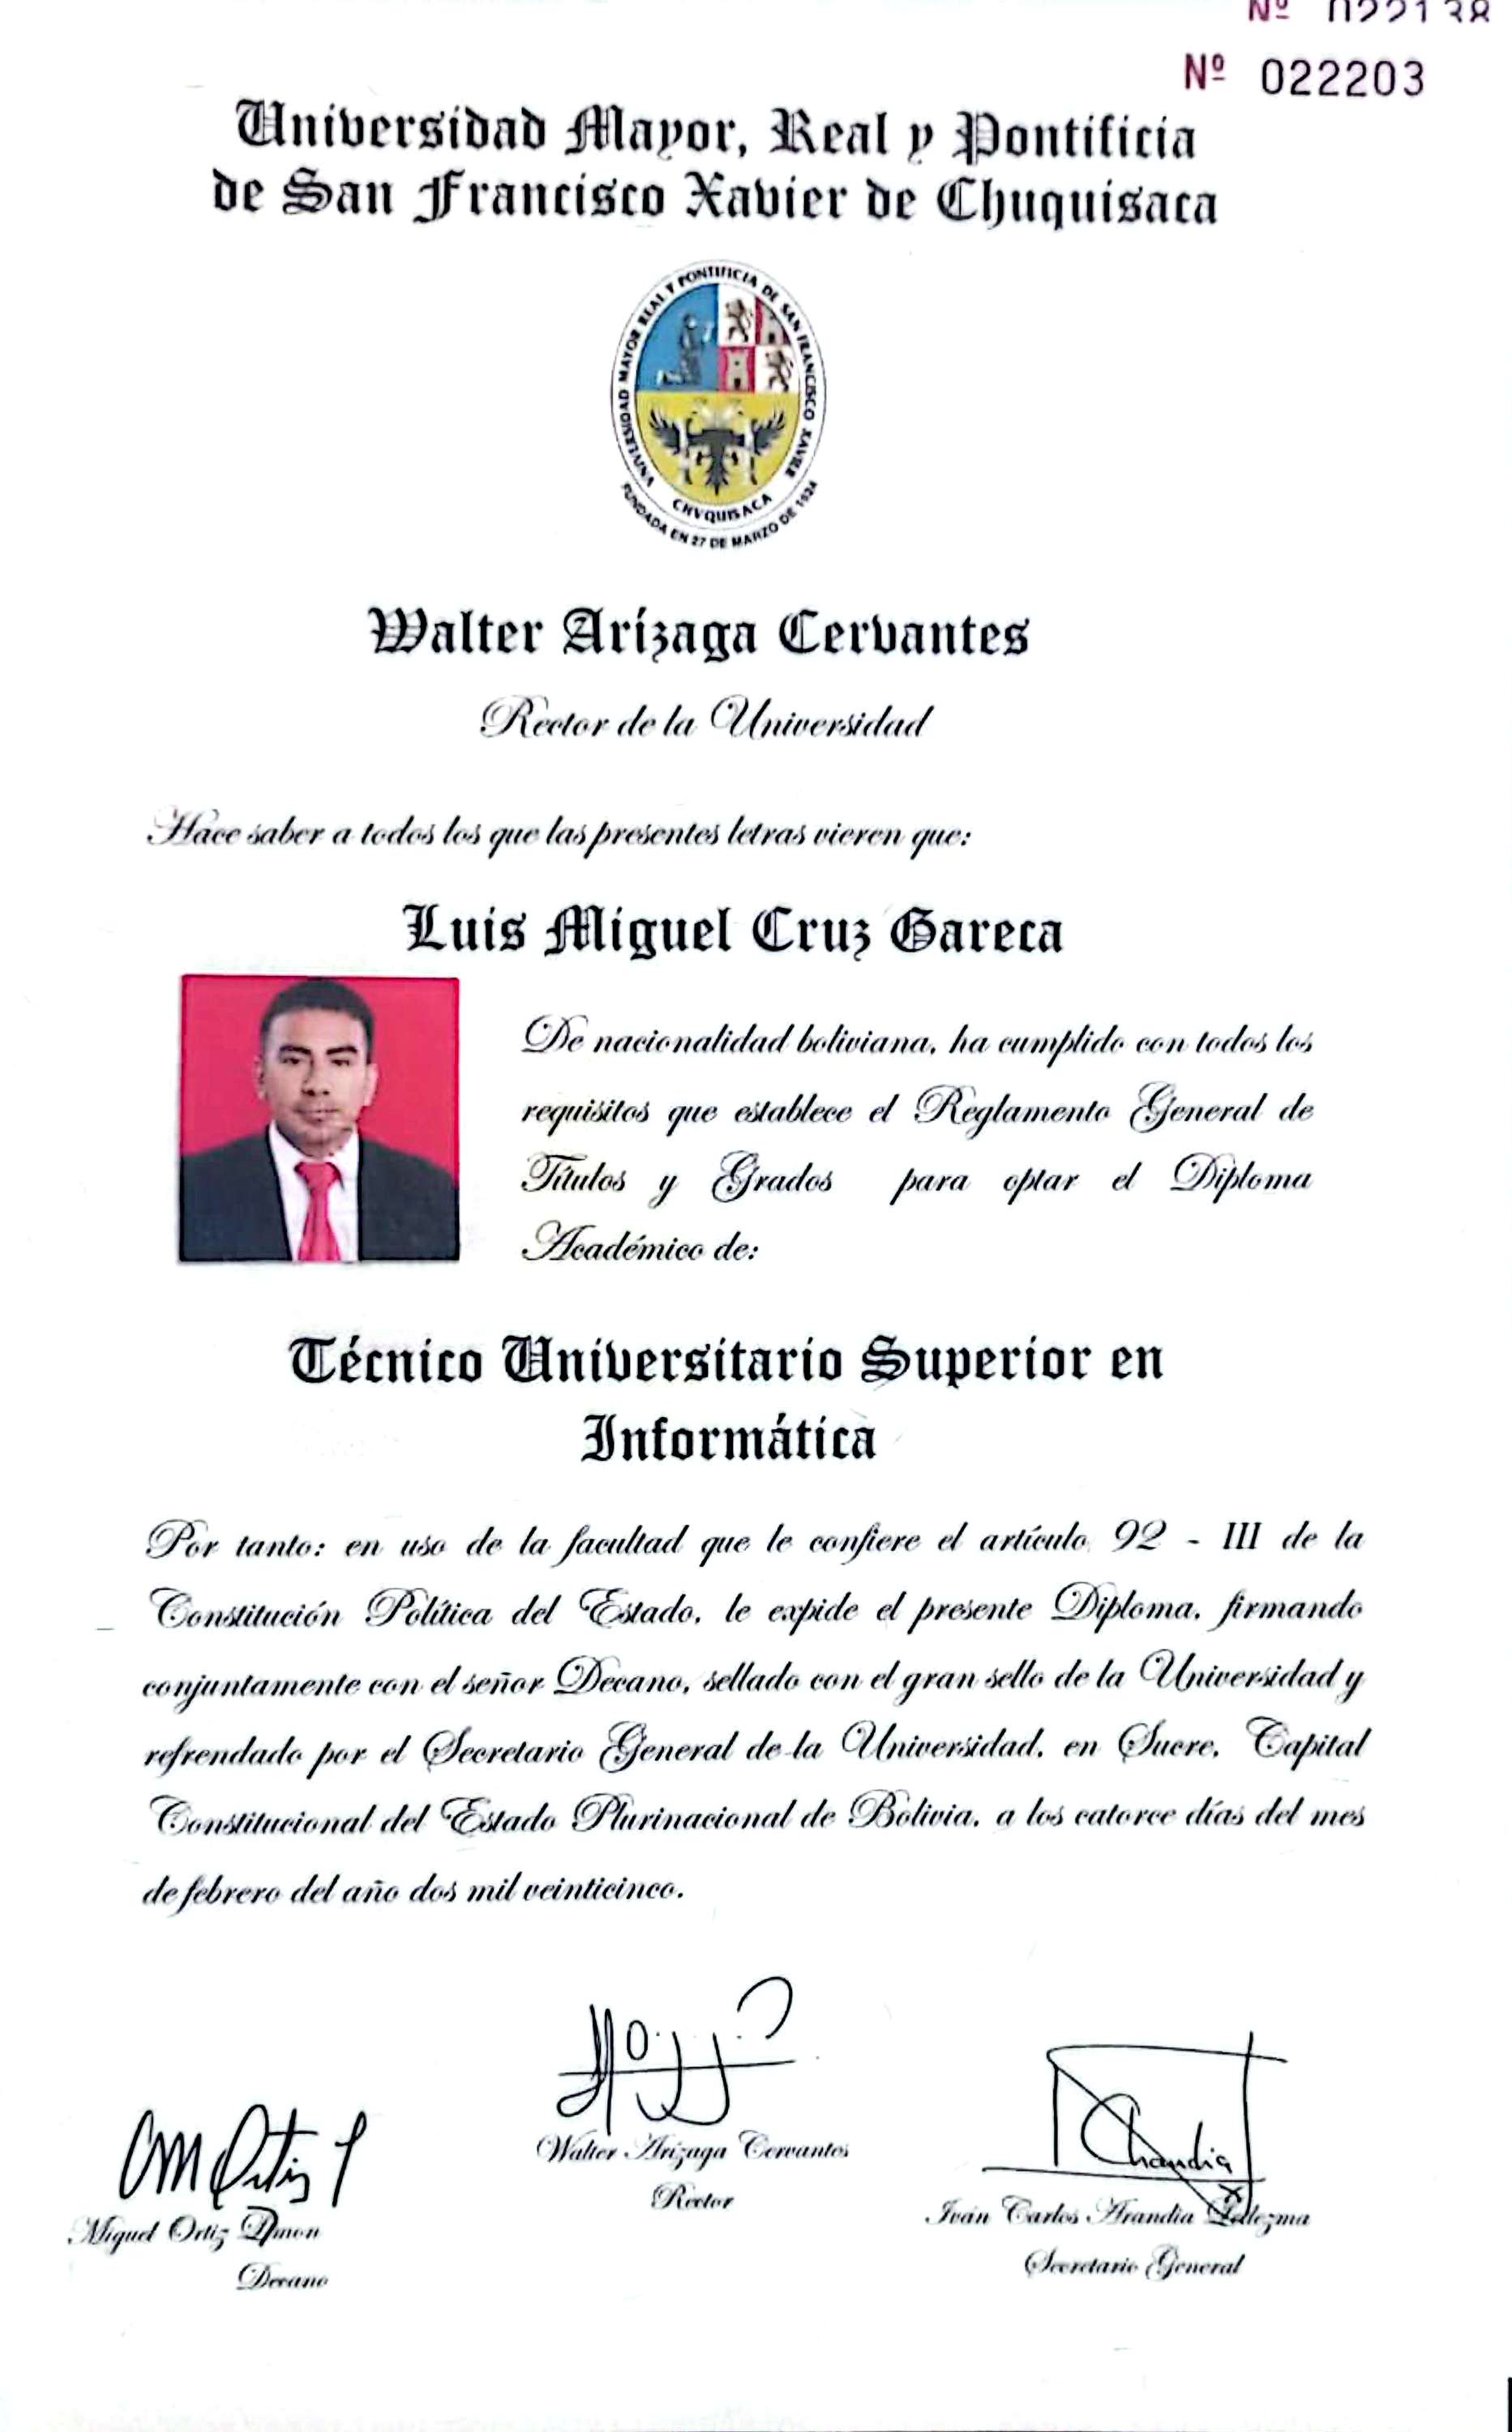 Nº 022138
Nº 022203
Universidad Mayor, Real y Pontificia
de San Francisco Xavier de Chuquisaca
UNIVERSIDAD MAYOR REAL Y PONTIFICIA DE SAN FRANCISCO XAVIER
CHVQUISACA
FUNDADA EN 27 DE MARZO DE 1624
Walter Arízaga Cervantes
Rector de la Universidad
Hace saber a todos los que las presentes letras vieren que:
Luis Miguel Cruz Gareca
De nacionalidad boliviana, ha cumplido con todos los
requisitos que establece el Reglamento General de
Títulos y Grados para optar el Diploma
Académico de:
Técnico Universitario Superior en
Informática
Por tanto: en uso de la facultad que le confiere el artículo 92 - III de la
Constitución Política del Estado, le expide el presente Diploma, firmando
conjuntamente con el señor Decano, sellado con el gran sello de la Universidad y
refrendado por el Secretario General de la Universidad, en Sucre, Capital
Constitucional del Estado Plurinacional de Bolivia, a los catorce días del mes
de febrero del año dos mil veinticinco.
Walter Arízaga Cervantes
Rector
Miguel Ortiz
Decano
Iván Carlos Arandia
Secretario General